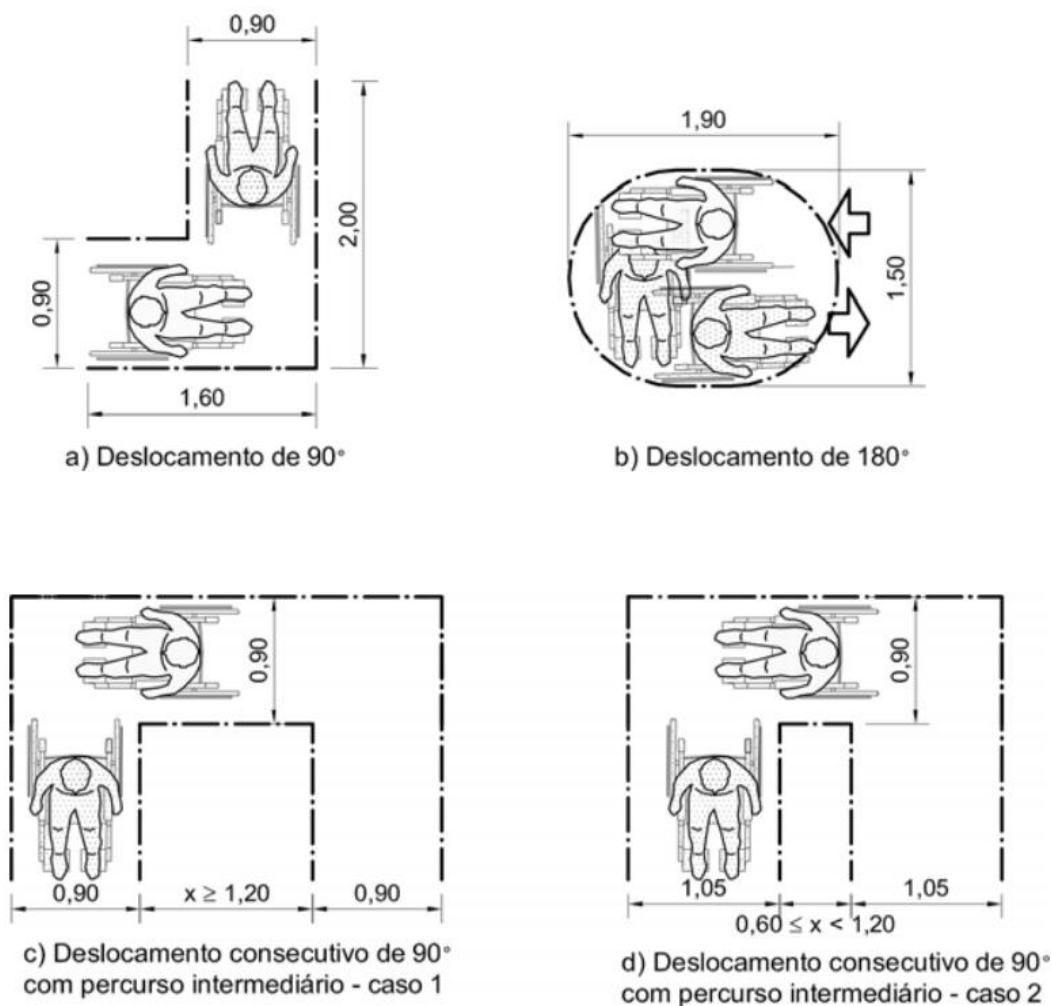 0,90
0,90
2,00
1,60
a) Deslocamento de 90°
1,90
1,50
b) Deslocamento de 180°
0,90
0,90
x ≥ 1,20
0,90
c) Deslocamento consecutivo de 90°
com percurso intermediário - caso 1
0,90
1,05
1,05
0,60 ≤ x < 1,20
d) Deslocamento consecutivo de 90°
com percurso intermediário - caso 2